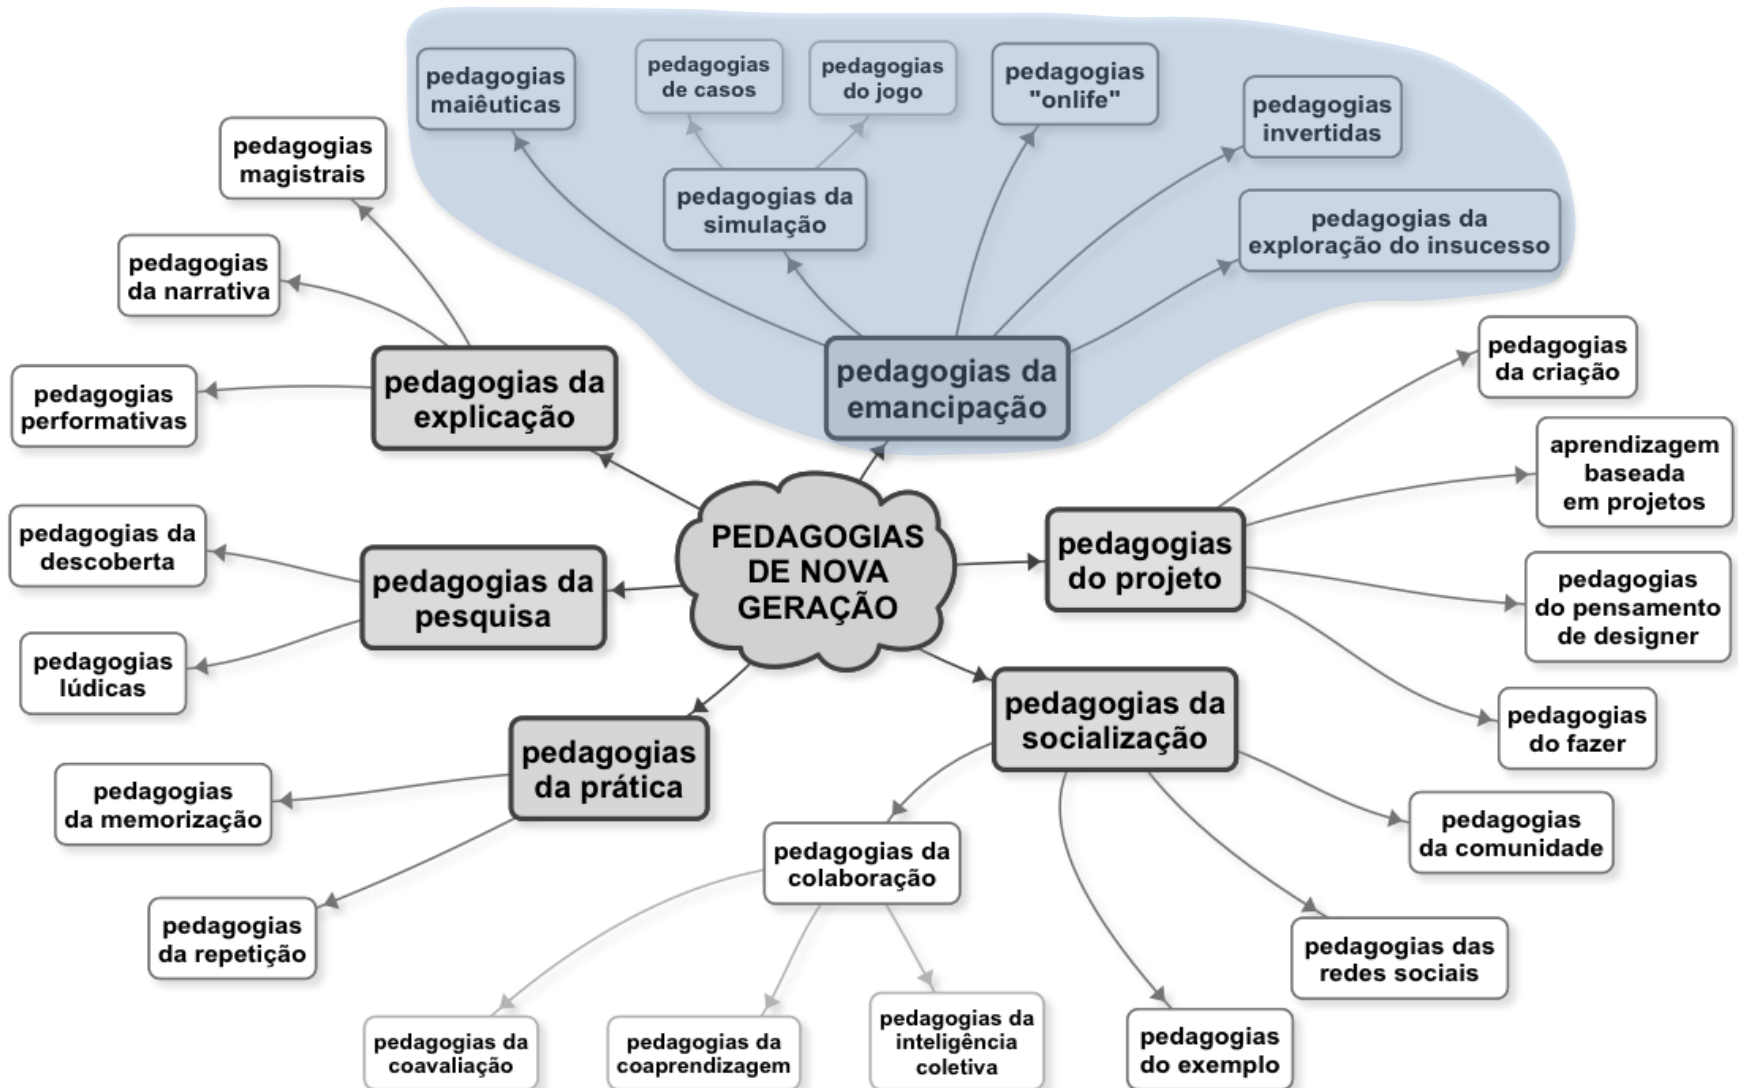 pedagogias
maiêuticas
pedagogias
de casos
pedagogias
do jogo
pedagogias
"onlife"
pedagogias
invertidas
pedagogias
magistrais
pedagogias da
simulação
pedagogias da
exploração do insucesso
pedagogias
da narrativa
pedagogias da
explicação
pedagogias da
emancipação
pedagogias
da criação
pedagogias
performativas
aprendizagem
baseada
em projetos
PEDAGOGIAS
DE NOVA
GERAÇÃO
pedagogias da
descoberta
pedagogias da
pesquisa
pedagogias
do projeto
pedagogias
do pensamento
de designer
pedagogias
lúdicas
pedagogias
da prática
pedagogias da
socialização
pedagogias
do fazer
pedagogias
da memorização
pedagogias da
colaboração
pedagogias
da comunidade
pedagogias
da repetição
pedagogias das
redes sociais
pedagogias da
coavaliação
pedagogias da
coaprendizagem
pedagogias da
inteligência
coletiva
pedagogias
do exemplo